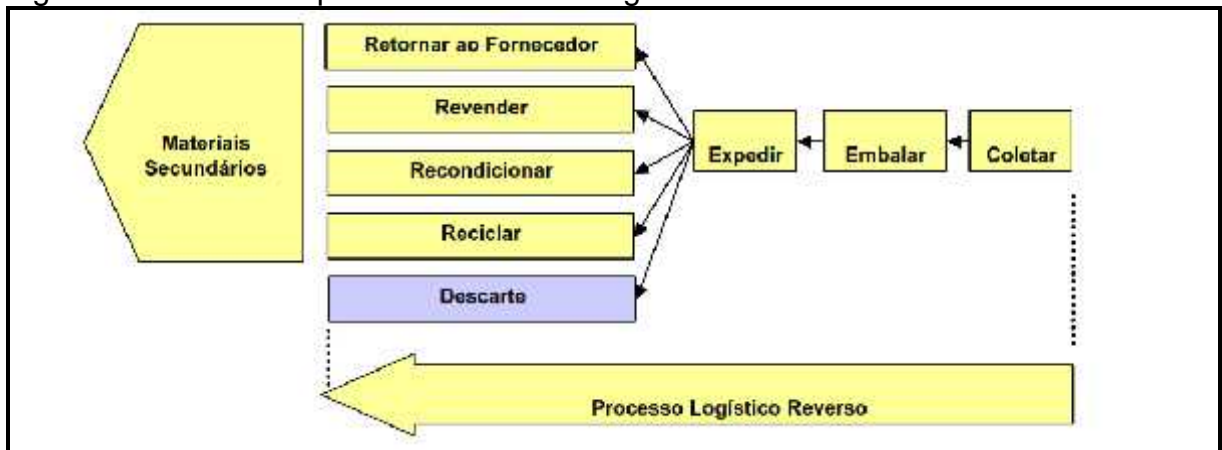 Retornar ao Fornecedor
Revender
Materiais
Secundários
Recondicionar
Reciclar
Descarte
Expedir
Embalar
Coletar
Processo Logístico Reverso